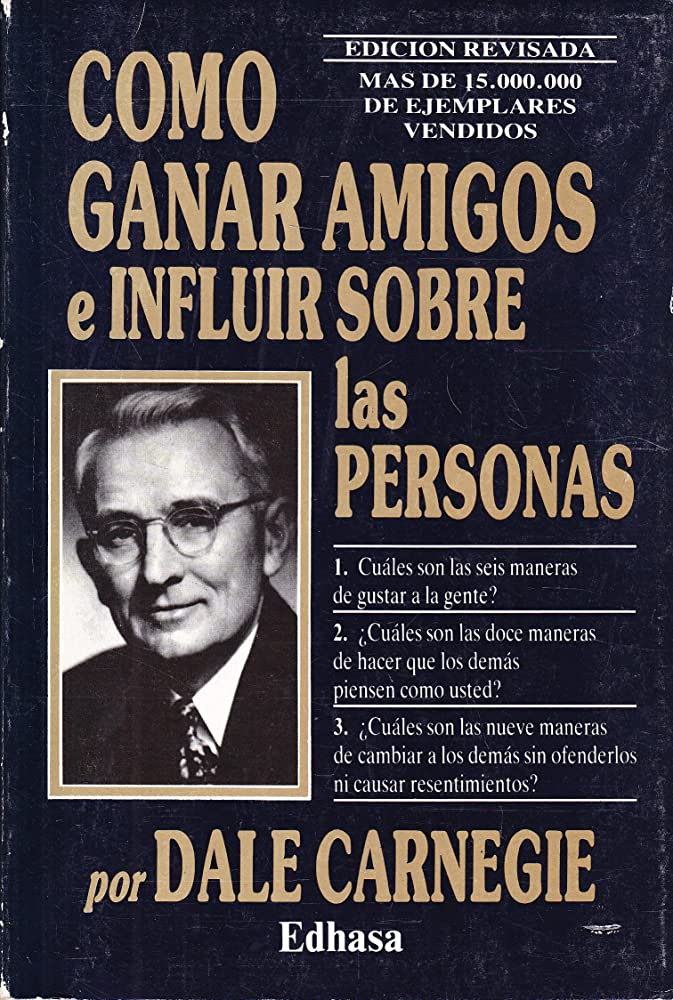 COMO
GANAR AMIGOS
e INFLUIR SOBRE
las
PERSONAS
EDICION REVISADA
MAS DE 15.000.000
DE EJEMPLARES
VENDIDOS
1. Cuáles son las seis maneras
de gustar a la gente?
2. ¿Cuáles son las doce maneras
de hacer que los demás
piensen como usted?
3. ¿Cuáles son las nueve maneras
de cambiar a los demás sin ofenderlos
ni causar resentimientos?
por DALE CARNEGIE
Edhasa